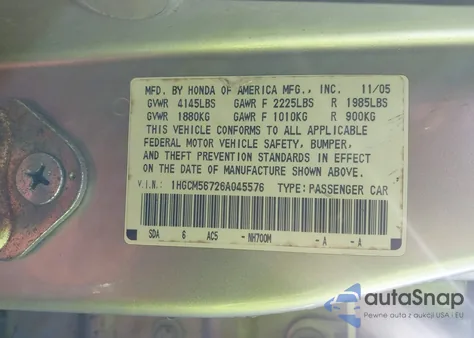 MFD. BY HONDA OF AMERICA MFG., INC. 11/05
GVWR 4145LBS GAWR F 2225LBS R 1985LBS
GVWR 1880KG GAWR F 1010KG R 900KG
THIS VEHICLE CONFORMS TO ALL APPLICABLE
FEDERAL MOTOR VEHICLE SAFETY, BUMPER,
AND THEFT PREVENTION STANDARDS IN EFFECT
ON THE DATE OF MANUFACTURE SHOWN ABOVE.
V.I.N.: 1HGCM56726A045576 TYPE: PASSENGER CAR
SDA 6 AC5 - NH700M - A - A
autoSnap
Pewne auta z aukcji USA i EU